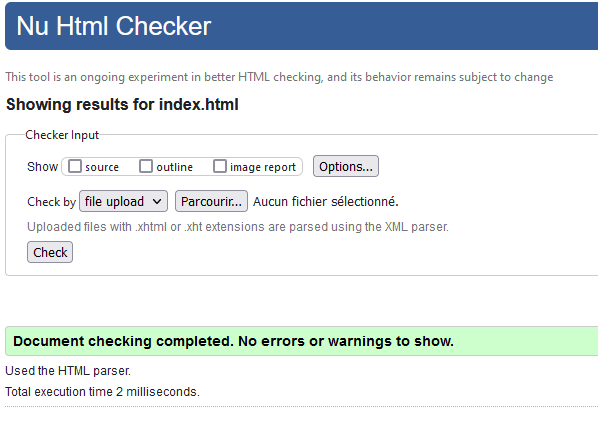 Nu Html Checker
This tool is an ongoing experiment in better HTML checking, and its behavior remains subject to change
Showing results for index.html
Checker Input
Show source outline image report Options...
Check by file upload Parcourir... Aucun fichier sélectionné.
Uploaded files with .xhtml or .xht extensions are parsed using the XML parser.
Check
Document checking completed. No errors or warnings to show.
Used the HTML parser.
Total execution time 2 milliseconds.